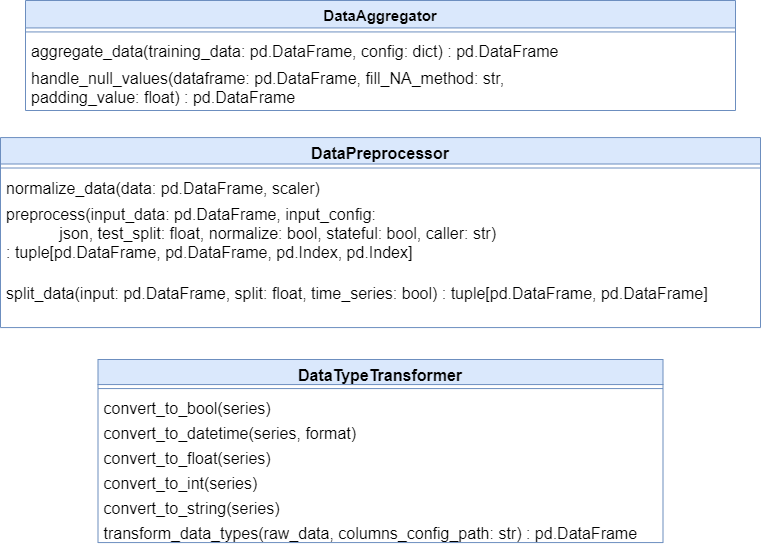 DataAggregator
aggregate_data(training_data: pd.DataFrame, config: dict) : pd.DataFrame
handle_null_values(dataframe: pd.DataFrame, fill_NA_method: str,
padding_value: float) : pd.DataFrame
DataPreprocessor
normalize_data(data: pd.DataFrame, scaler)
preprocess(input_data: pd.DataFrame, input_config:
json, test_split: float, normalize: bool, stateful: bool, caller: str)
: tuple[pd.DataFrame, pd.DataFrame, pd.Index, pd.Index]
split_data(input: pd.DataFrame, split: float, time_series: bool) : tuple[pd.DataFrame, pd.DataFrame]
DataTypeTransformer
convert_to_bool(series)
convert_to_datetime(series, format)
convert_to_float(series)
convert_to_int(series)
convert_to_string(series)
transform_data_types(raw_data, columns_config_path: str) : pd.DataFrame